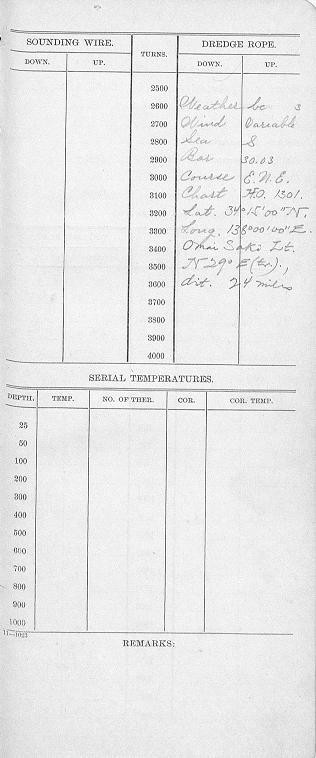 SOUNDING WIRE. TURNS. DREDGE ROPE.
DOWN. UP. DOWN. UP.
2500
2600 Weather bc 3
2700 Wind Variable
2800 Sea S
2900 Bar 30.03
3000 Course E.N.E.
3100 Chart H.O. 1301.
3200 Lat. 34°15'00"N.
3300 Long. 138°00'00"E.
3400 Omai Saki Lt.
3500 N 29° E (tr.),
3600 dist. 24 miles
3700
3800
3900
4000
SERIAL TEMPERATURES.
DEPTH. TEMP. NO. OF THER. COR. COR. TEMP.
25
50
100
200
300
400
500
600
700
800
900
1000
11—1023
REMARKS: